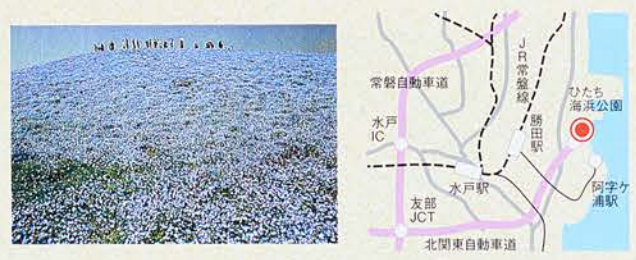 JR常磐線
常磐自動車道
ひたち
海浜公園
水戸
IC
勝田駅
水戸駅
阿字ケ
浦駅
友部
JCT
北関東自動車道